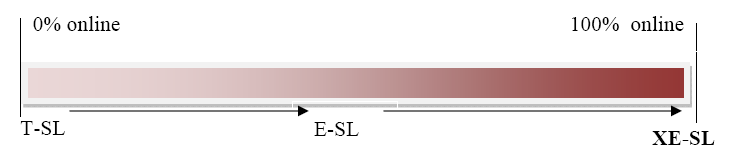 0% online
100% online
T-SL
E-SL
XE-SL